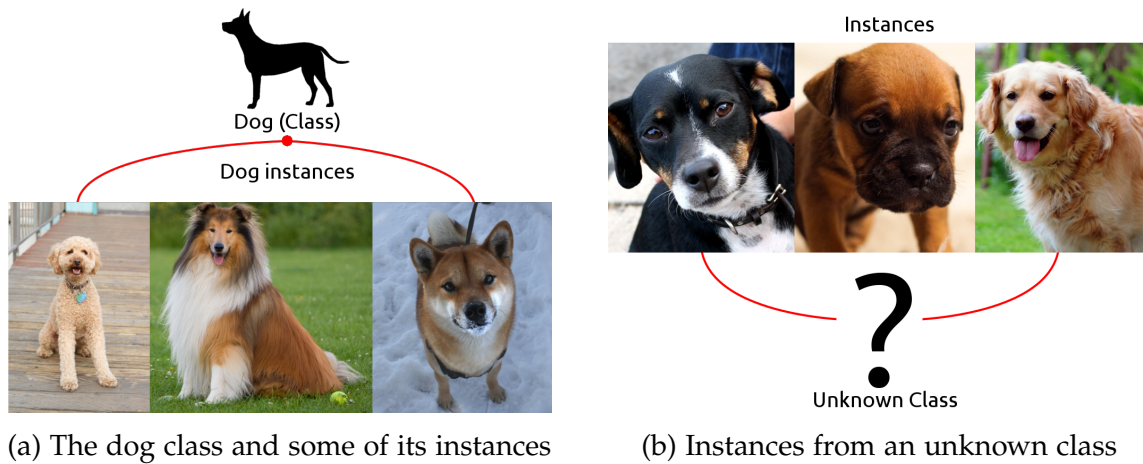 Dog (Class)
Dog instances
(a) The dog class and some of its instances
Instances
?
Unknown Class
(b) Instances from an unknown class